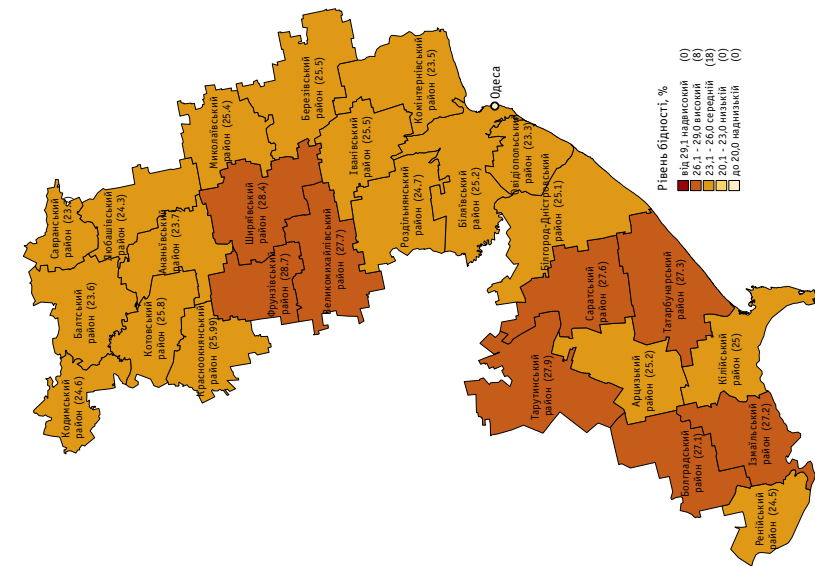 Савранський
район (23.
Любашівський
район (24.3)
Миколаївський
район (25.4)
Березівський
район (25.5)
Балтський
район (23.6)
Ананьївський
район (23.7)
Котовський
район (25.8)
Кодимський
район (24.6)
Красноокнянський
район (25.99)
Ширяївський
район (28.4)
Фрунзівський
район (28.7)
Великомихайлівський
район (27.7)
Іванівський
район (25.5)
Комінтернівський
район (23.5)
Роздільнянський
район (24.7)
Біляївський
район (25.2)
Одеса
Овідіопольський
район (23.3)
Білгород-Дністровський
район (25.1)
Саратський
район (27.6)
Татарбунарський
район (27.3)
Тарутинський
район (27.9)
Арцизький
район (25.2)
Кілійський
район (25)
Болградський
район (27.1)
Ізмаїльський
район (27.2)
Ренійський
район (24.5)
Рівень бідності, %
від 29,1 надвисокий (0)
26,1 - 29,0 високий (8)
23,1 - 26,0 середній (18)
20,1 - 23,0 низькій (0)
до 20,0 наднизькій (0)